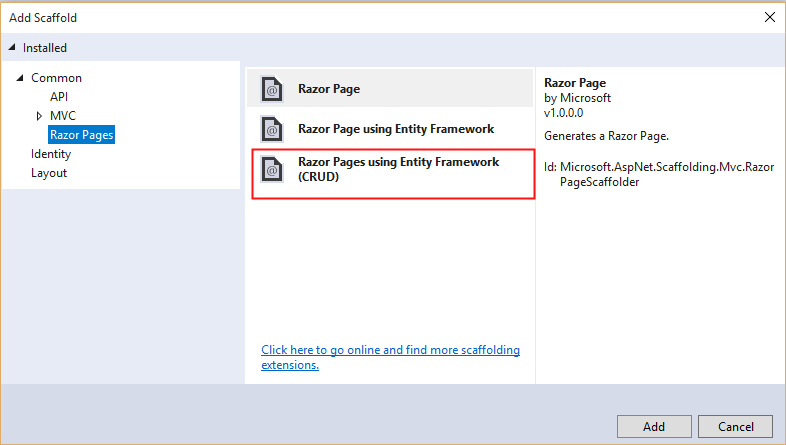 Add Scaffold
Installed
Common
API
MVC
Razor Pages
Identity
Layout
Razor Page
Razor Page using Entity Framework
Razor Pages using Entity Framework
(CRUD)
Click here to go online and find more scaffolding
extensions.
Razor Page
by Microsoft
v1.0.0.0
Generates a Razor Page.
Id: Microsoft.AspNet.Scaffolding.Mvc.Razor
PageScaffolder
Add
Cancel